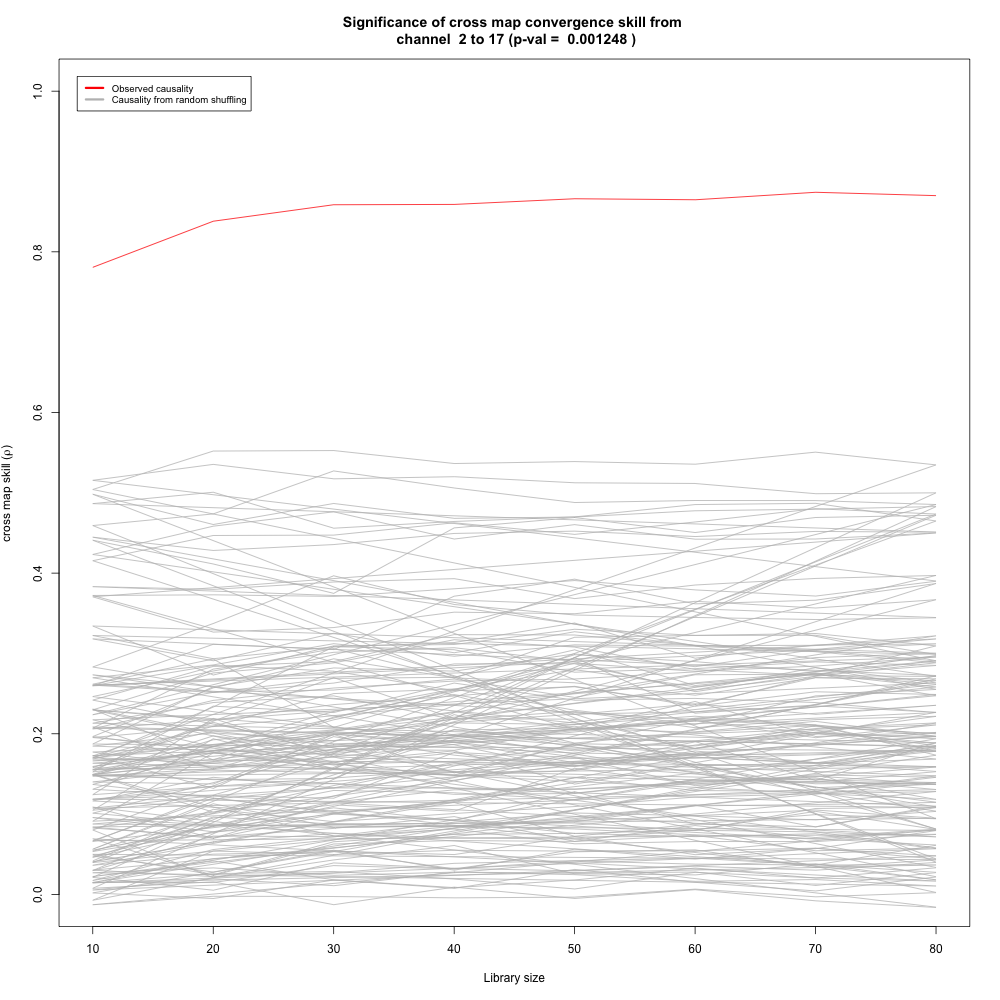 Significance of cross map convergence skill from
channel  2 to 17 (p-val =  0.001248 )
Observed causality
Causality from random shuffling
1.0
0.8
0.6
0.4
0.2
0.0
cross map skill (ρ)
10 20 30 40 50 60 70 80
Library size